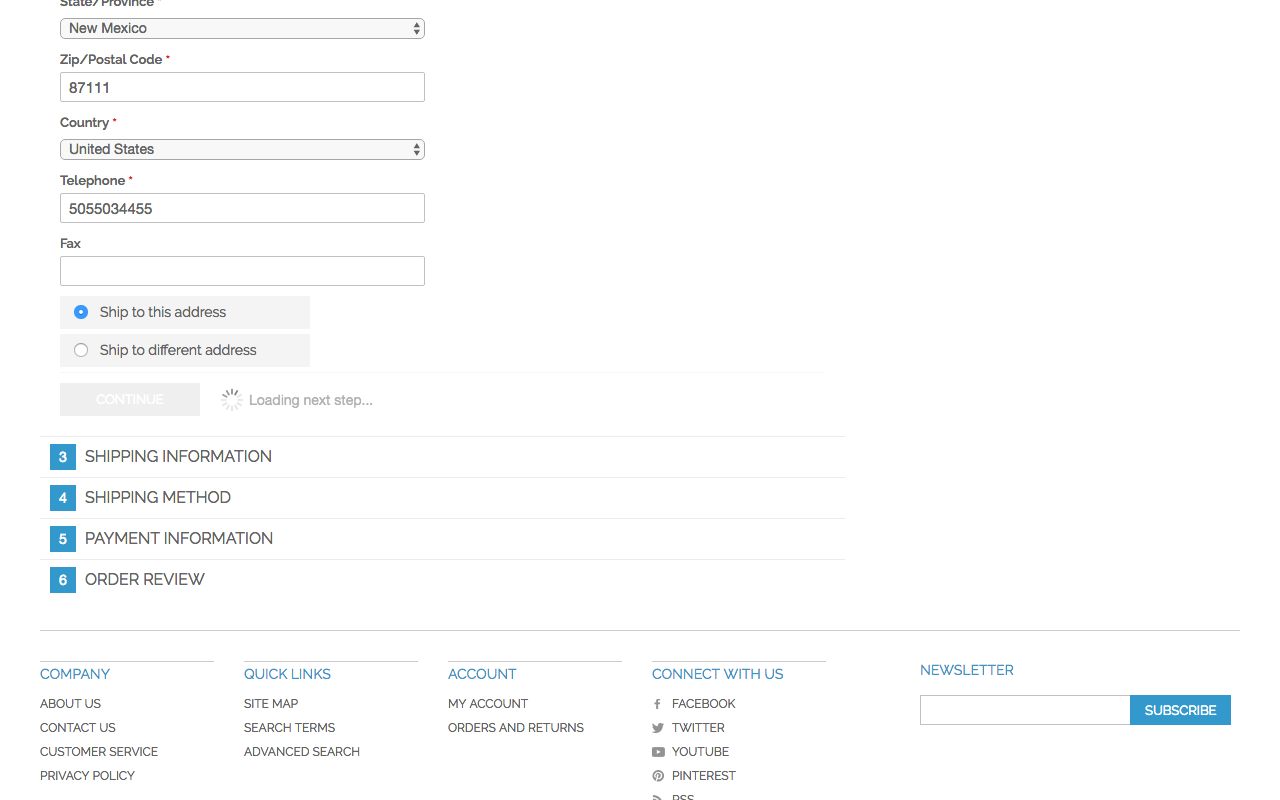 State/Province *
New Mexico
Zip/Postal Code *
87111
Country *
United States
Telephone *
5055034455
Fax
Ship to this address
Ship to different address
CONTINUE
Loading next step...
3 SHIPPING INFORMATION
4 SHIPPING METHOD
5 PAYMENT INFORMATION
6 ORDER REVIEW
COMPANY
ABOUT US
CONTACT US
CUSTOMER SERVICE
PRIVACY POLICY
QUICK LINKS
SITE MAP
SEARCH TERMS
ADVANCED SEARCH
ACCOUNT
MY ACCOUNT
ORDERS AND RETURNS
CONNECT WITH US
FACEBOOK
TWITTER
YOUTUBE
PINTEREST
RSS
NEWSLETTER
SUBSCRIBE